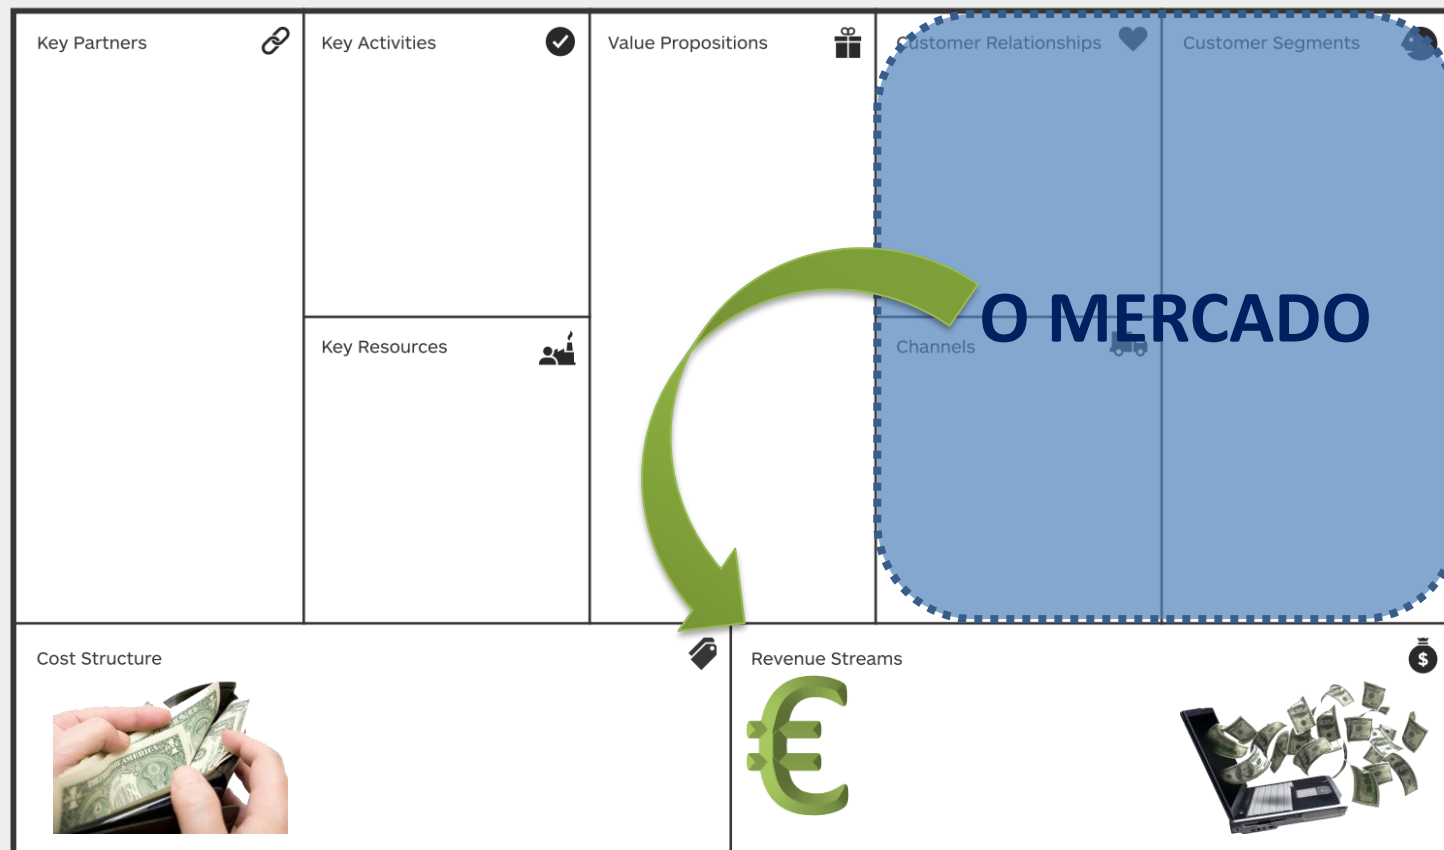 Key Partners
Key Activities
Value Propositions
Customer Relationships
Customer Segments
O MERCADO
Key Resources
Channels
Cost Structure
Revenue Streams
$
€